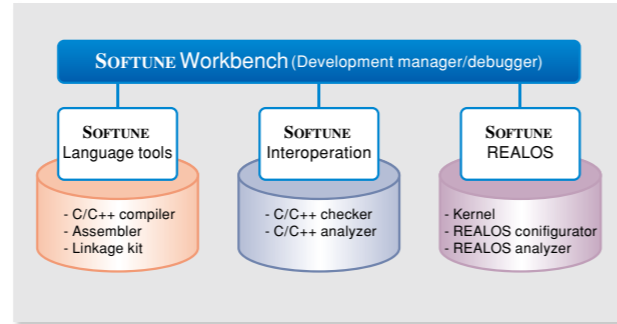 SOFTUNE Workbench (Development manager/debugger)
SOFTUNE
Language tools
- C/C++ compiler
- Assembler
- Linkage kit
SOFTUNE
Interoperation
- C/C++ checker
- C/C++ analyzer
SOFTUNE
REALOS
- Kernel
- REALOS conifigurator
- REALOS analyzer